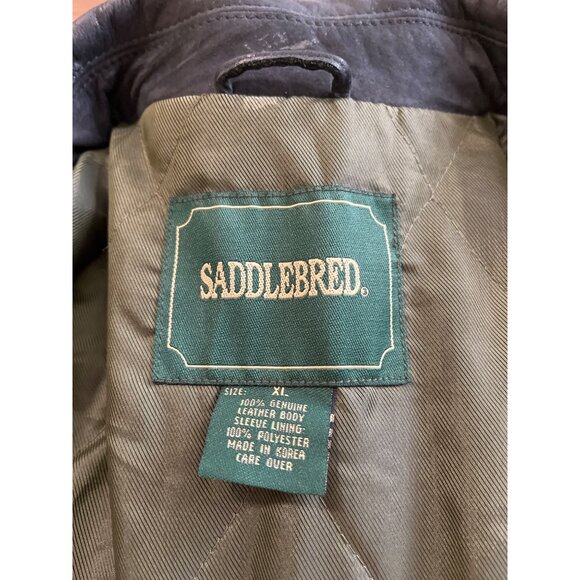 SADDLEBRED®
SIZE: XL
100% GENUINE
LEATHER BODY
SLEEVE LINING:
100% POLYESTER
MADE IN KOREA
CARE OVER